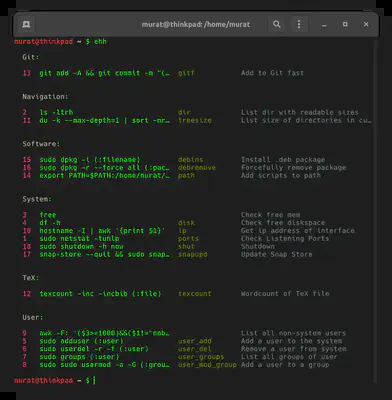 murat@thinkpad:/home/murat
murat@thinkpad ~ $ ehh
Git:
13 git add -A && git commit -m "(… gitf Add to Git fast
Navigation:
2 ls -ltrh dir List dir with readable sizes
11 du -k --max-depth=1 | sort -nr… treesize List size of directories in cu…
Software:
15 sudo dpkg -i (:filename) debins Install .deb package
16 sudo dpkg -r --force all (:pac… debremove Forcefully remove package
14 export PATH=$PATH:/home/murat/… path Add scripts to path
System:
3 free Check free mem
4 df -h disk Check free diskspace
10 hostname -I | awk '{print $1}' ip Get ip address of interface
1 sudo netstat -tunlp ports Check Listening Ports
18 sudo shutdown -h now shut Shutdown
17 snap-store --quit && sudo snap… snapupd Update Snap Store
TeX:
12 texcount -inc -incbib (:file) texcount Wordcount of TeX file
User:
9 awk -F: '($3>=1000)&&($1!="nob… List all non-system users
5 sudo adduser (:user) user_add Add a user to the system
6 sudo userdel -r -f (:user) user_del Remove a user from system
7 sudo groups (:user) user_groups List all groups of user
8 sudo sudo usermod -a -G (:grou… user_mod_group Add a user to a group
murat@thinkpad ~ $